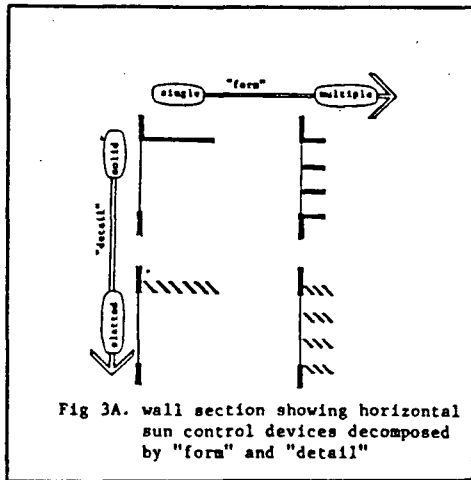 "form"
single
multiple
solid
"detail"
slatted
Fig 3A. wall section showing horizontal
sun control devices decomposed
by "form" and "detail"